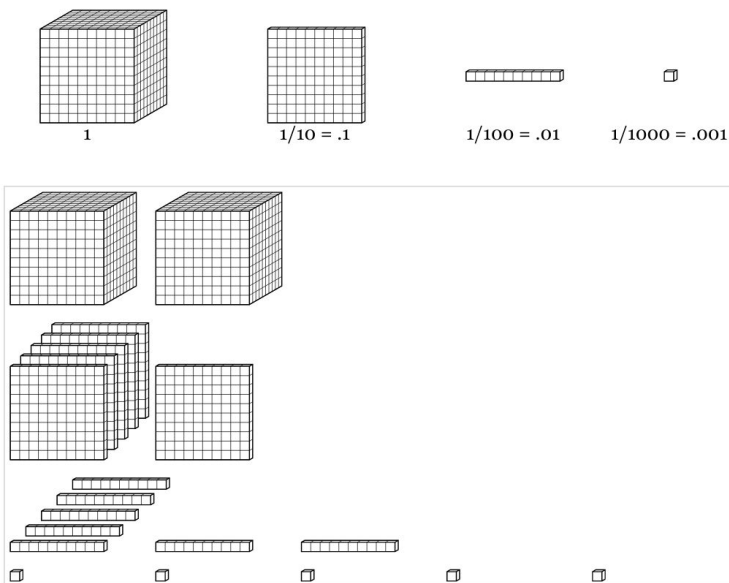 1
1/10 = .1
1/100 = .01
1/1000 = .001